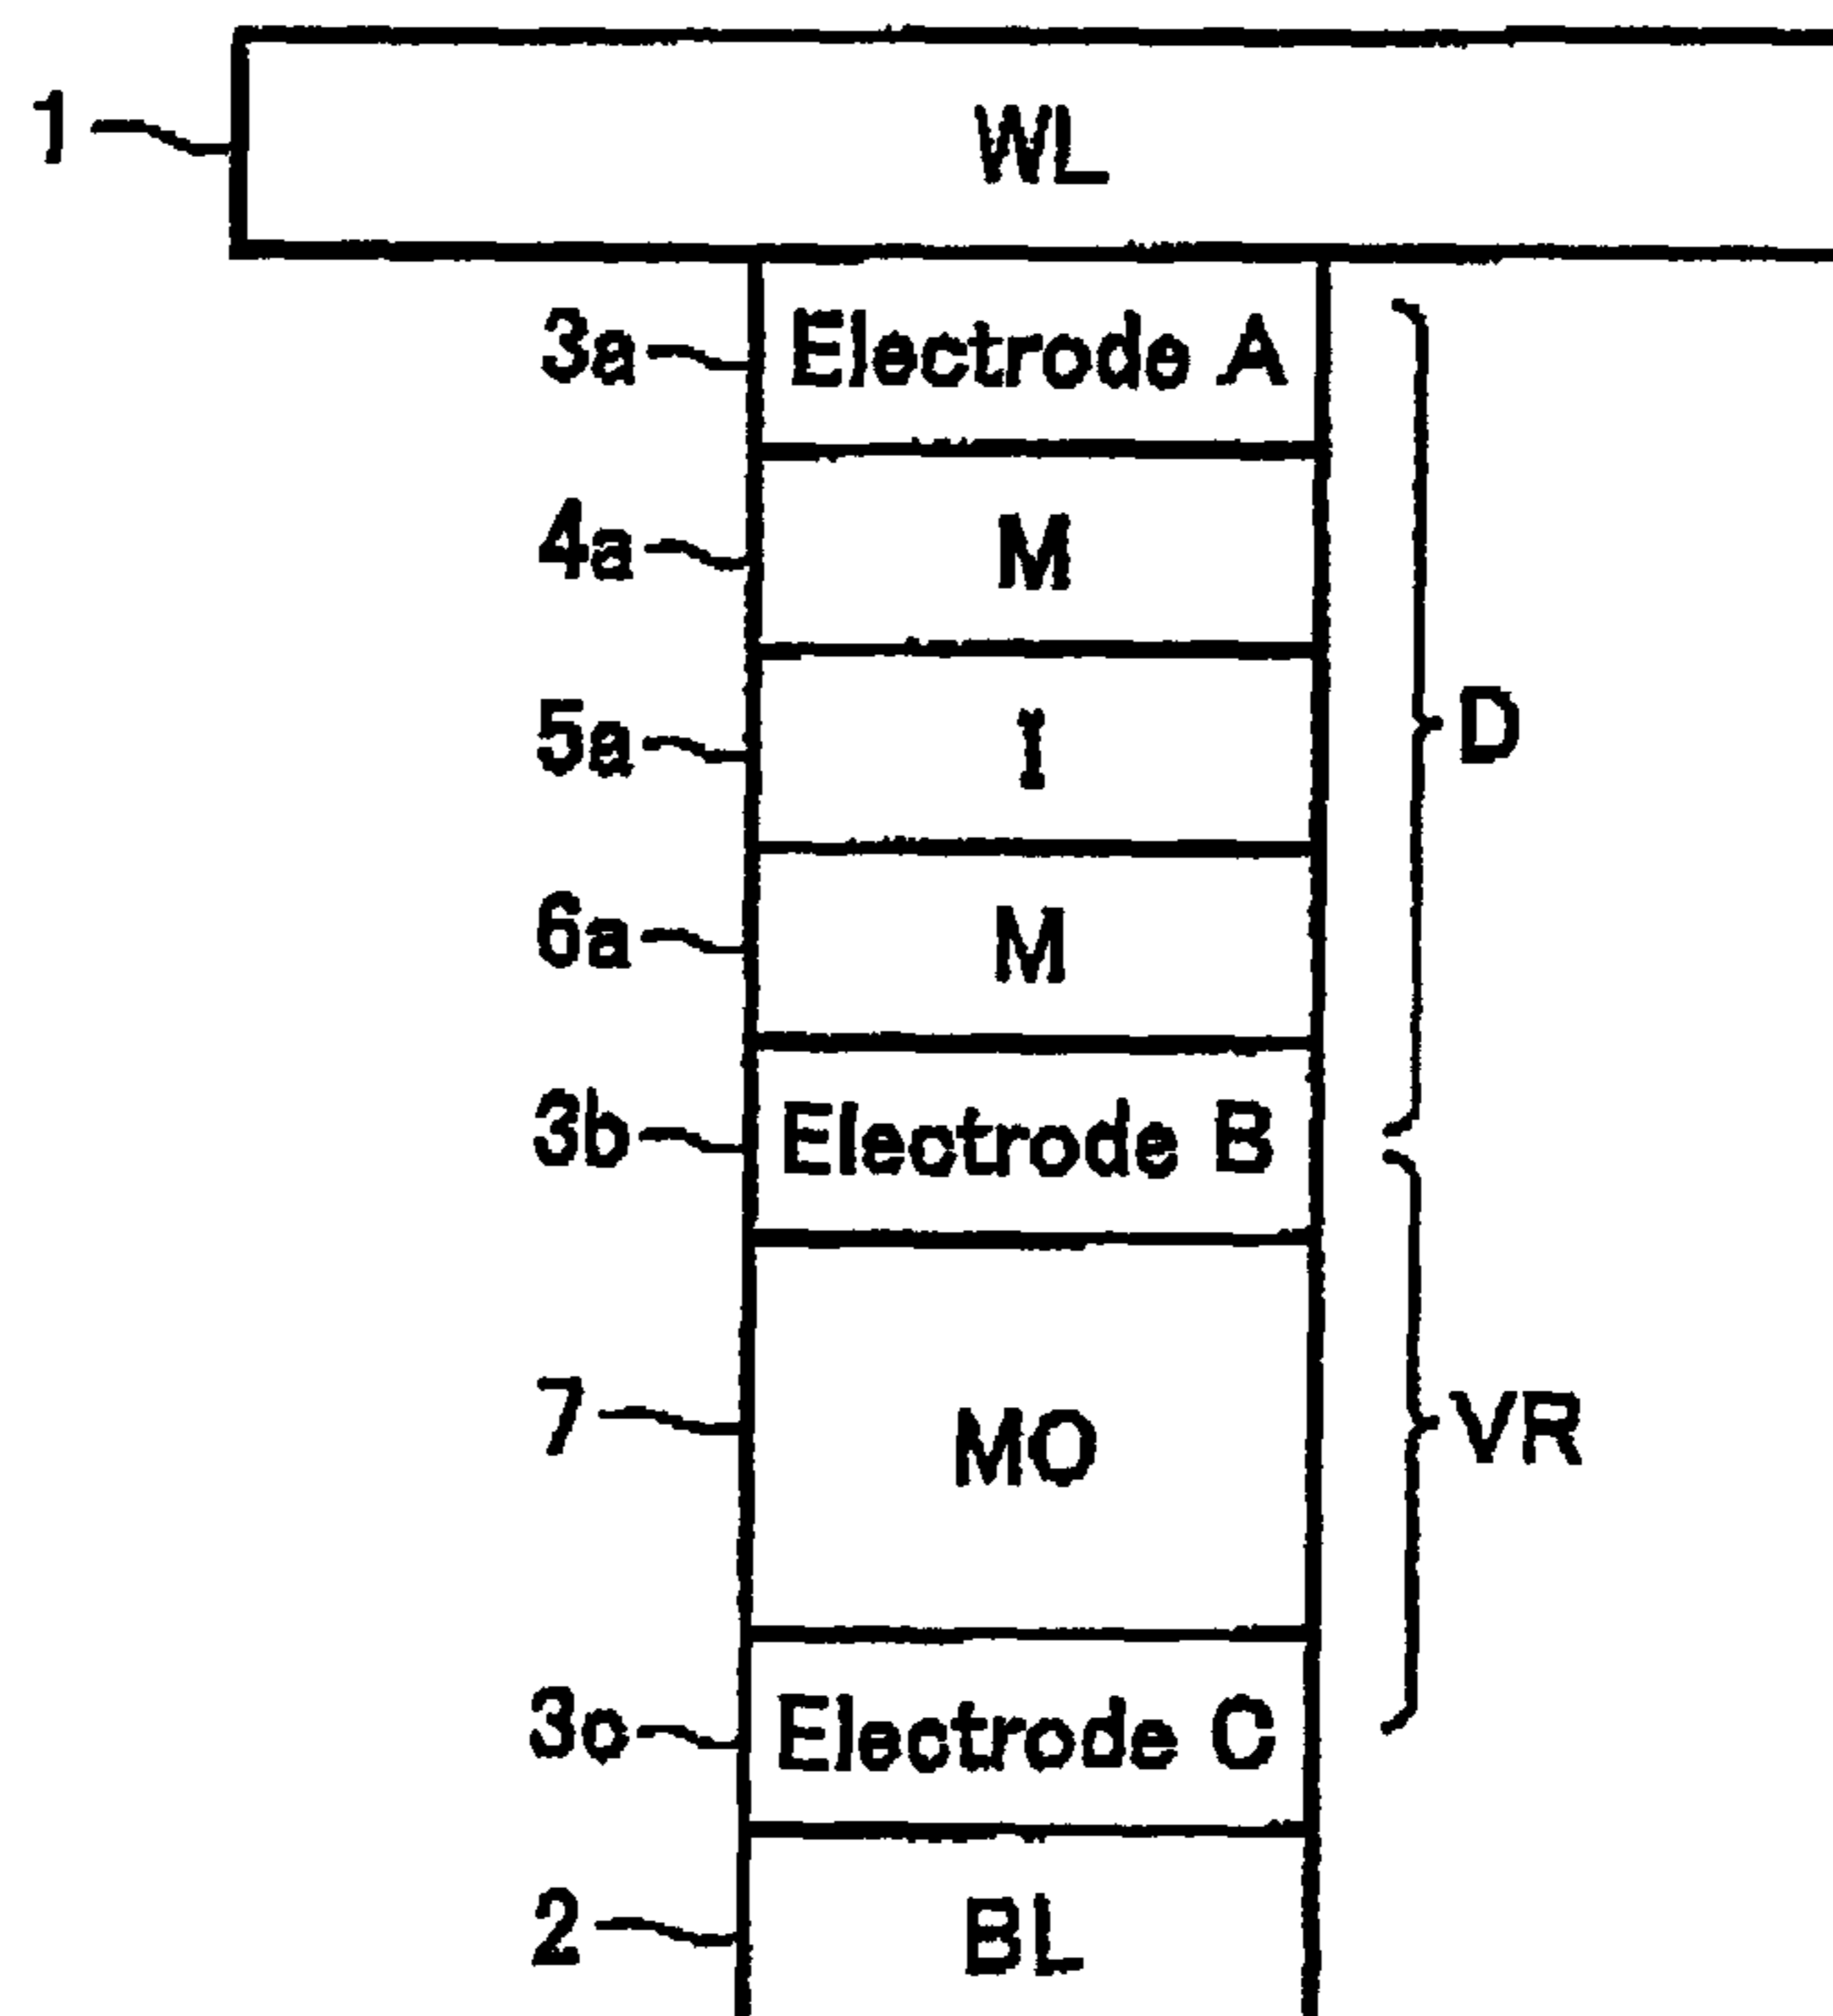 1 WL
3a Electrode A
4a M
5a I D
6a M
3b Electrode B
7 MO VR
3c Electrode C
2 BL